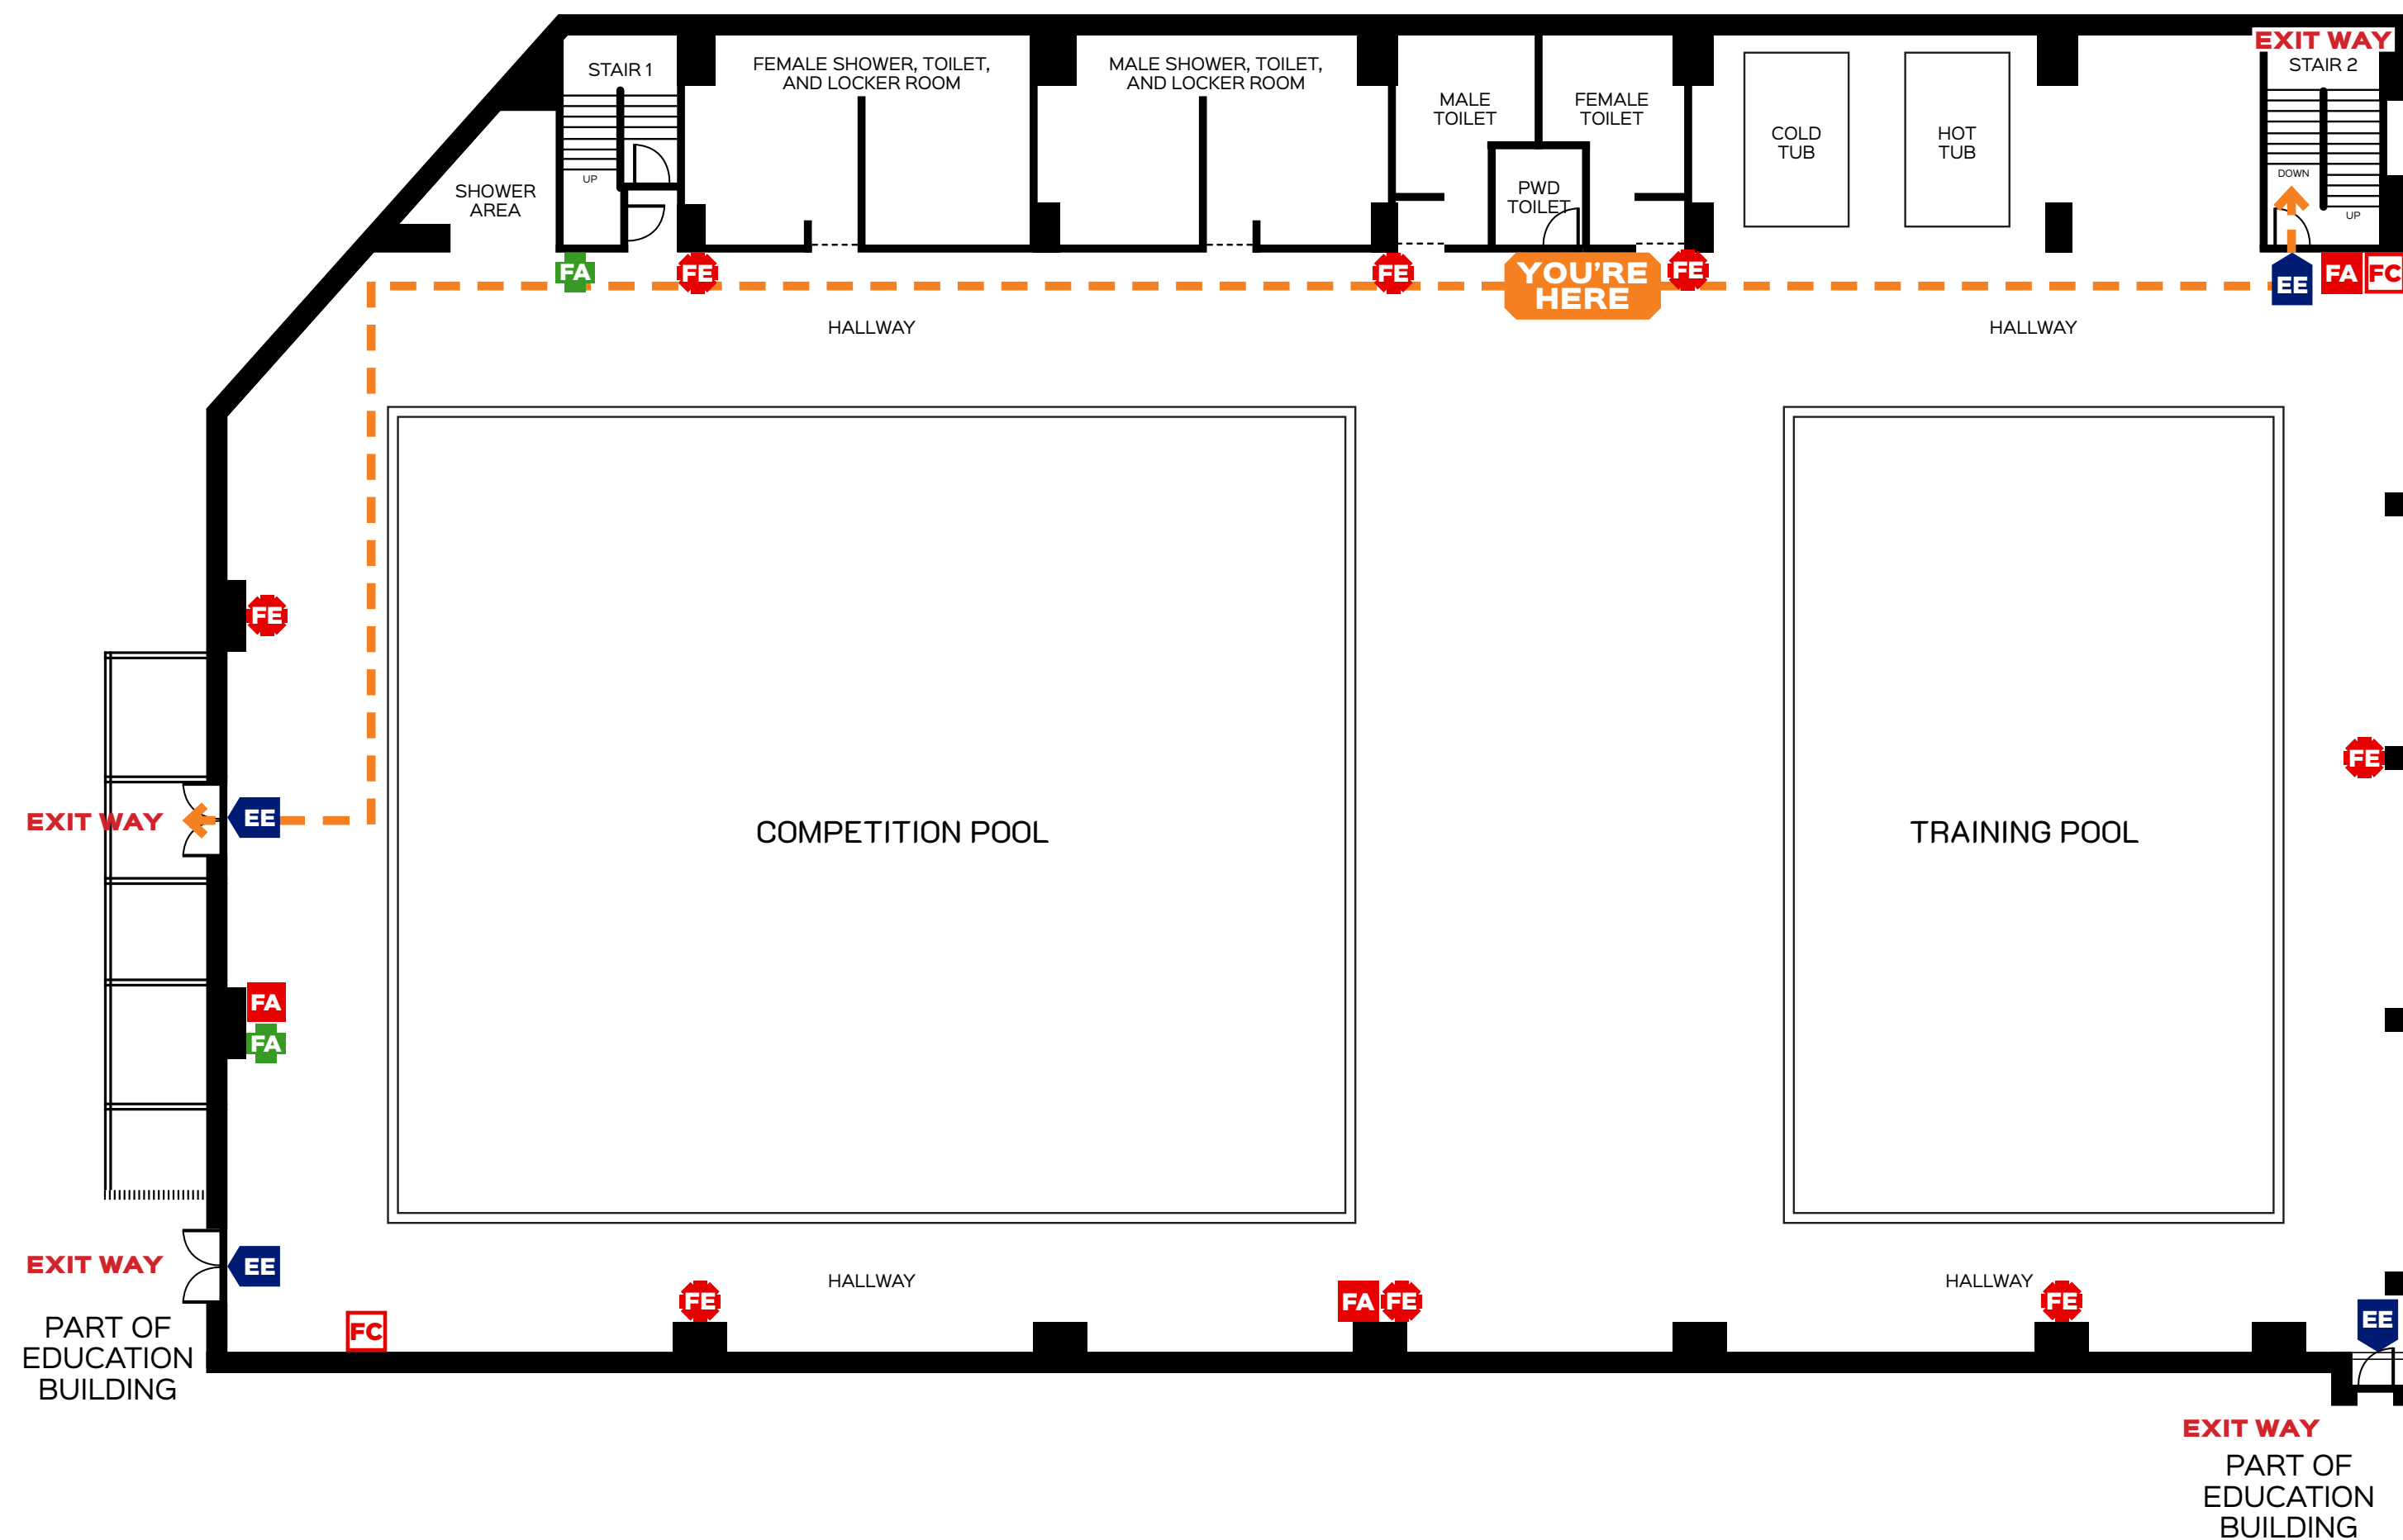 EXIT WAY
STAIR 1
FEMALE SHOWER, TOILET,
AND LOCKER ROOM
MALE SHOWER, TOILET,
AND LOCKER ROOM
STAIR 2
MALE
TOILET
FEMALE
TOILET
COLD
TUB
HOT
TUB
UP
DOWN
SHOWER
AREA
PWD
TOILET
UP
FA
FE
FE
YOU'RE
HERE
FE
EE
FA
FC
HALLWAY
HALLWAY
FE
FE
EXIT WAY
EE
COMPETITION POOL
TRAINING POOL
FA
FA
EXIT WAY
EE
HALLWAY
HALLWAY
FC
FE
FA
FE
FE
EE
PART OF
EDUCATION
BUILDING
EXIT WAY
PART OF
EDUCATION
BUILDING